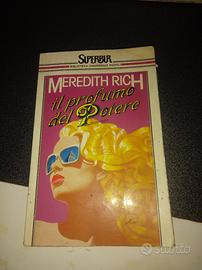 SUPERBUR
BIBLIOTECA UNIVERSALE RIZZOLI
MEREDITH RICH
il profumo
del Potere
subito